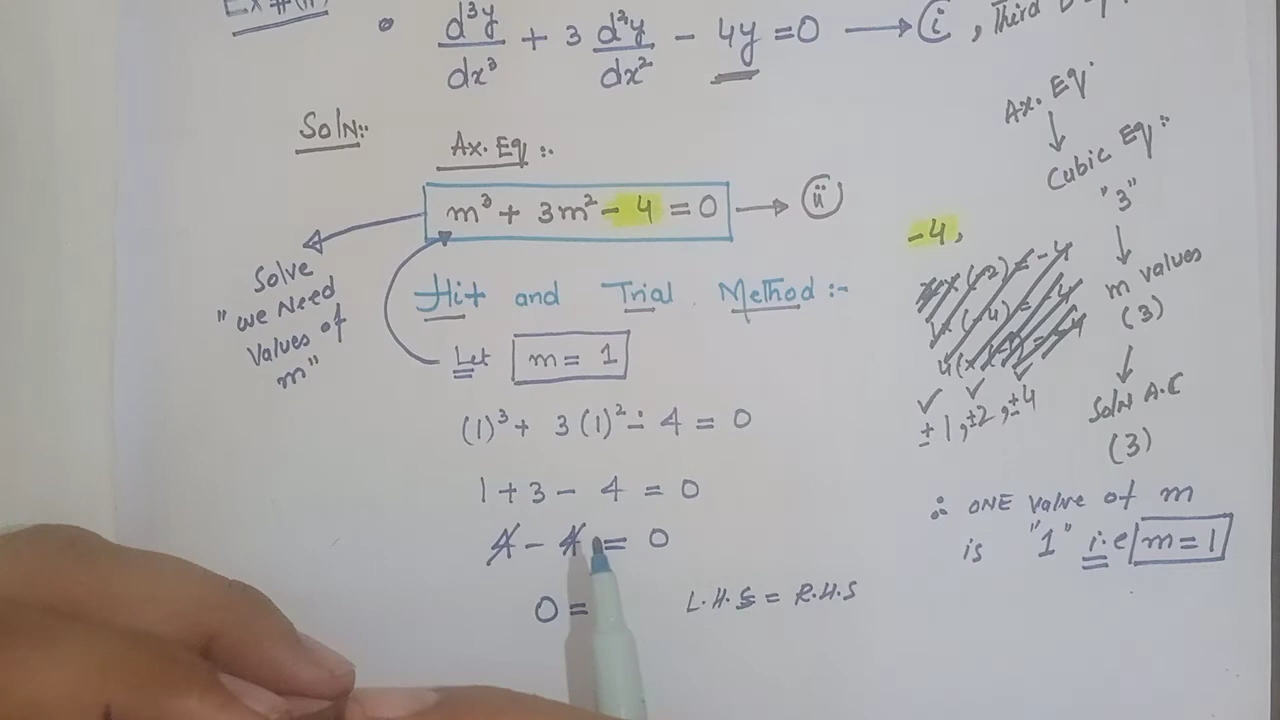 d³y/dx³ + 3 d²y/dx² - 4y = 0 → (i), Third
Soln:-
Ax. Eq :-
m³ + 3m² - 4 = 0 → (ii)
Solve
"we Need
Values of
m"
Hit and Trial Method :-
Let m = 1
(1)³ + 3(1)² - 4 = 0
1 + 3 - 4 = 0
4 - 4 = 0
0 =
L.H.S = R.H.S
Ax. Eq.
↓
Cubic Eq:
"3"
↓
m values
(3)
↓
Soln A.C
(3)
-4,
± 1, ±2, ±4
∴ ONE value of m
is "1" i.e m = 1